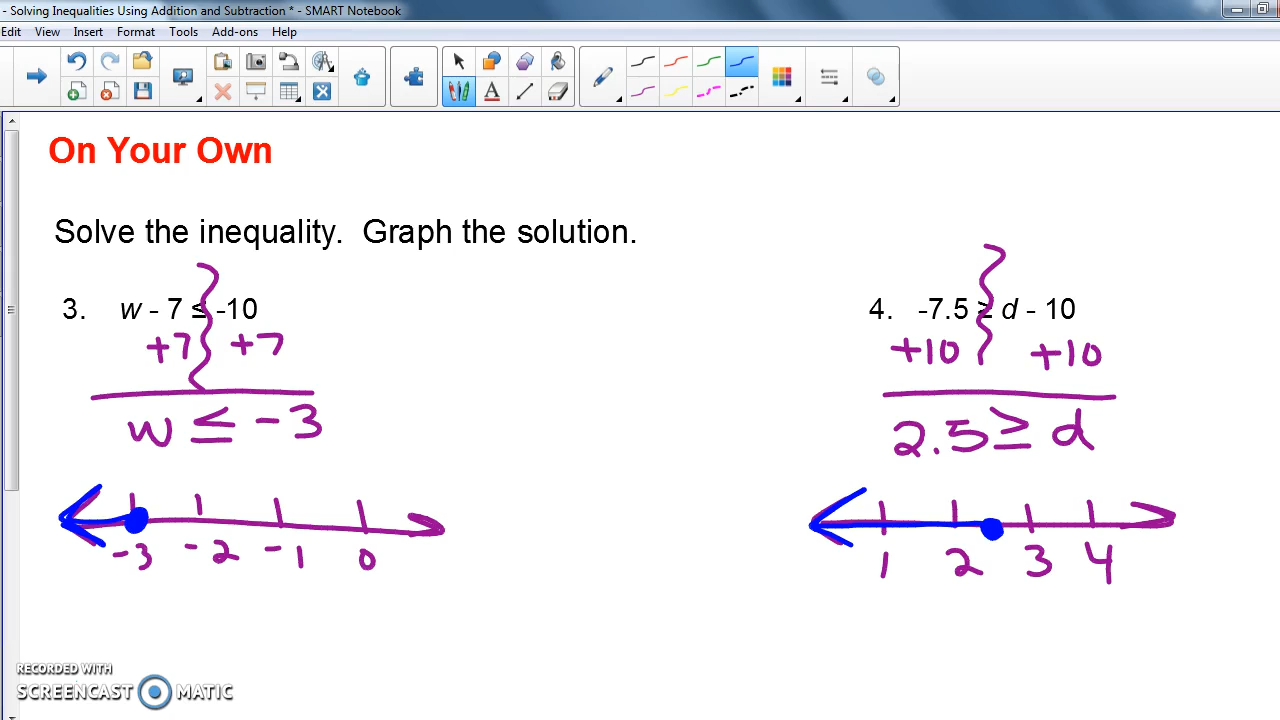 - Solving Inequalities Using Addition and Subtraction * - SMART Notebook
Edit View Insert Format Tools Add-ons Help
On Your Own
Solve the inequality. Graph the solution.
3. w - 7 ≤ -10
+7 +7
w ≤ -3
-3 -2 -1 0
4. -7.5 ≥ d - 10
+10 +10
2.5 ≥ d
1 2 3 4
RECORDED WITH
SCREENCAST MATIC